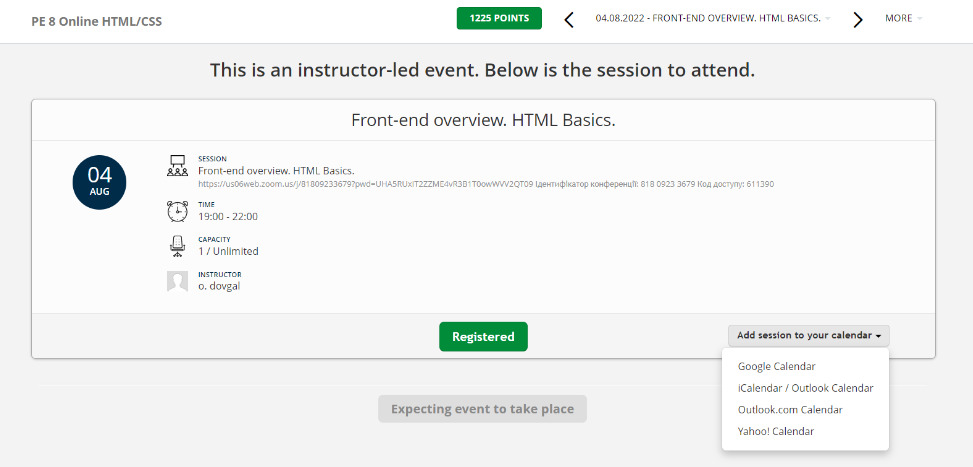 PE 8 Online HTML/CSS
1225 POINTS
04.08.2022 - FRONT-END OVERVIEW. HTML BASICS.
MORE
This is an instructor-led event. Below is the session to attend.
Front-end overview. HTML Basics.
04
AUG
SESSION
Front-end overview. HTML Basics.
https://us06web.zoom.us/j/81809233679?pwd=UHA5RUxiT2ZZME4vR3B1T0owWVV2QT09 Ідентифікатор конференції: 818 0923 3679 Код доступу: 611390
TIME
19:00 - 22:00
CAPACITY
1 / Unlimited
INSTRUCTOR
o. dovgal
Registered
Add session to your calendar
Google Calendar
iCalendar / Outlook Calendar
Outlook.com Calendar
Yahoo! Calendar
Expecting event to take place